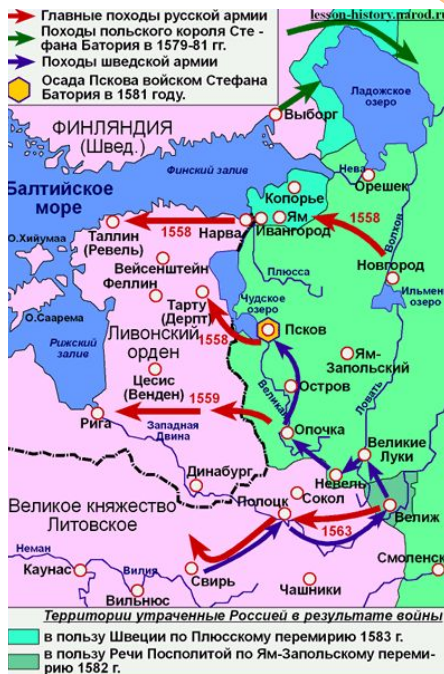 lesson-history.narod.ru
Главные походы русской армии
Походы польского короля Сте -
фана Батория в 1579-81 гг.
Походы шведской армии
Осада Пскова войском Стефана
Батория в 1581 году.
Ладожское
озеро
Выборг
ФИНЛЯНДИЯ
(Швед.)
Финский залив
Нева
Орешек
Балтийское
море
Копорье
Ям
1558
1558
Таллин
(Ревель)
Нарва
Ивангород
Волхов
О.Хийумаа
Вейсенштейн
Новгород
Феллин
Плюсса
Ильмень
озеро
Тарту
(Дерпт)
Чудское
озеро
О.Саарема
Псков
Рижский
залив
Ливонский
орден
1558
Ям-
Запольский
Цесис
(Венден)
Остров
Великая
Ловать
1559
Рига
Западная
Двина
Опочка
Великие
Луки
Динабург
Невель
Великое княжество
Литовское
Сокол
Полоцк
Велиж
1563
Неман
Смоленск
Каунас
Вилия
Свирь
Чашники
Вильнюс
Территории утраченные Россией в результате войны
в пользу Швеции по Плюсскому перемирию 1583 г.
в пользу Речи Посполитой по Ям-Запольскому переми-
рию 1582 г.